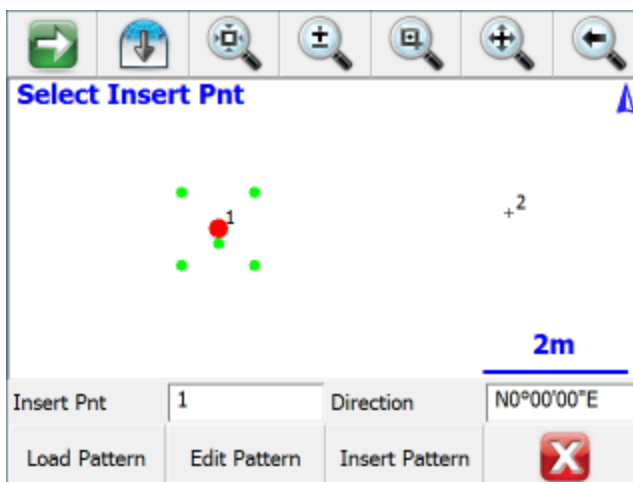 Select Insert Pnt
1
2
2m
Insert Pnt 1 Direction N0°00'00"E
Load Pattern Edit Pattern Insert Pattern